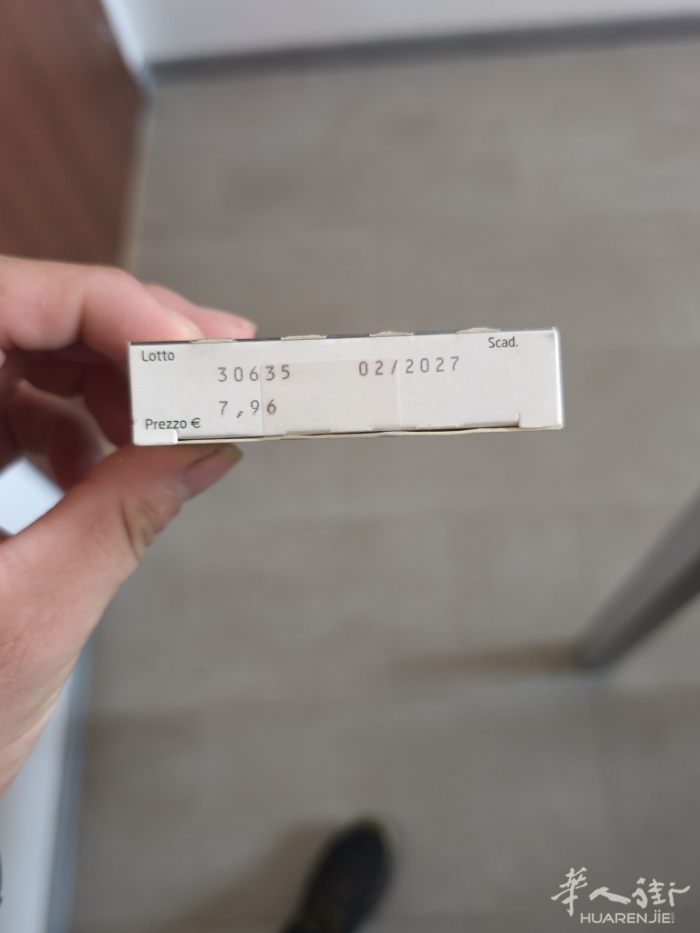 Lotto
Scad.
30635 02/2027
7,96
Prezzo €
華人街
HUARENJIE